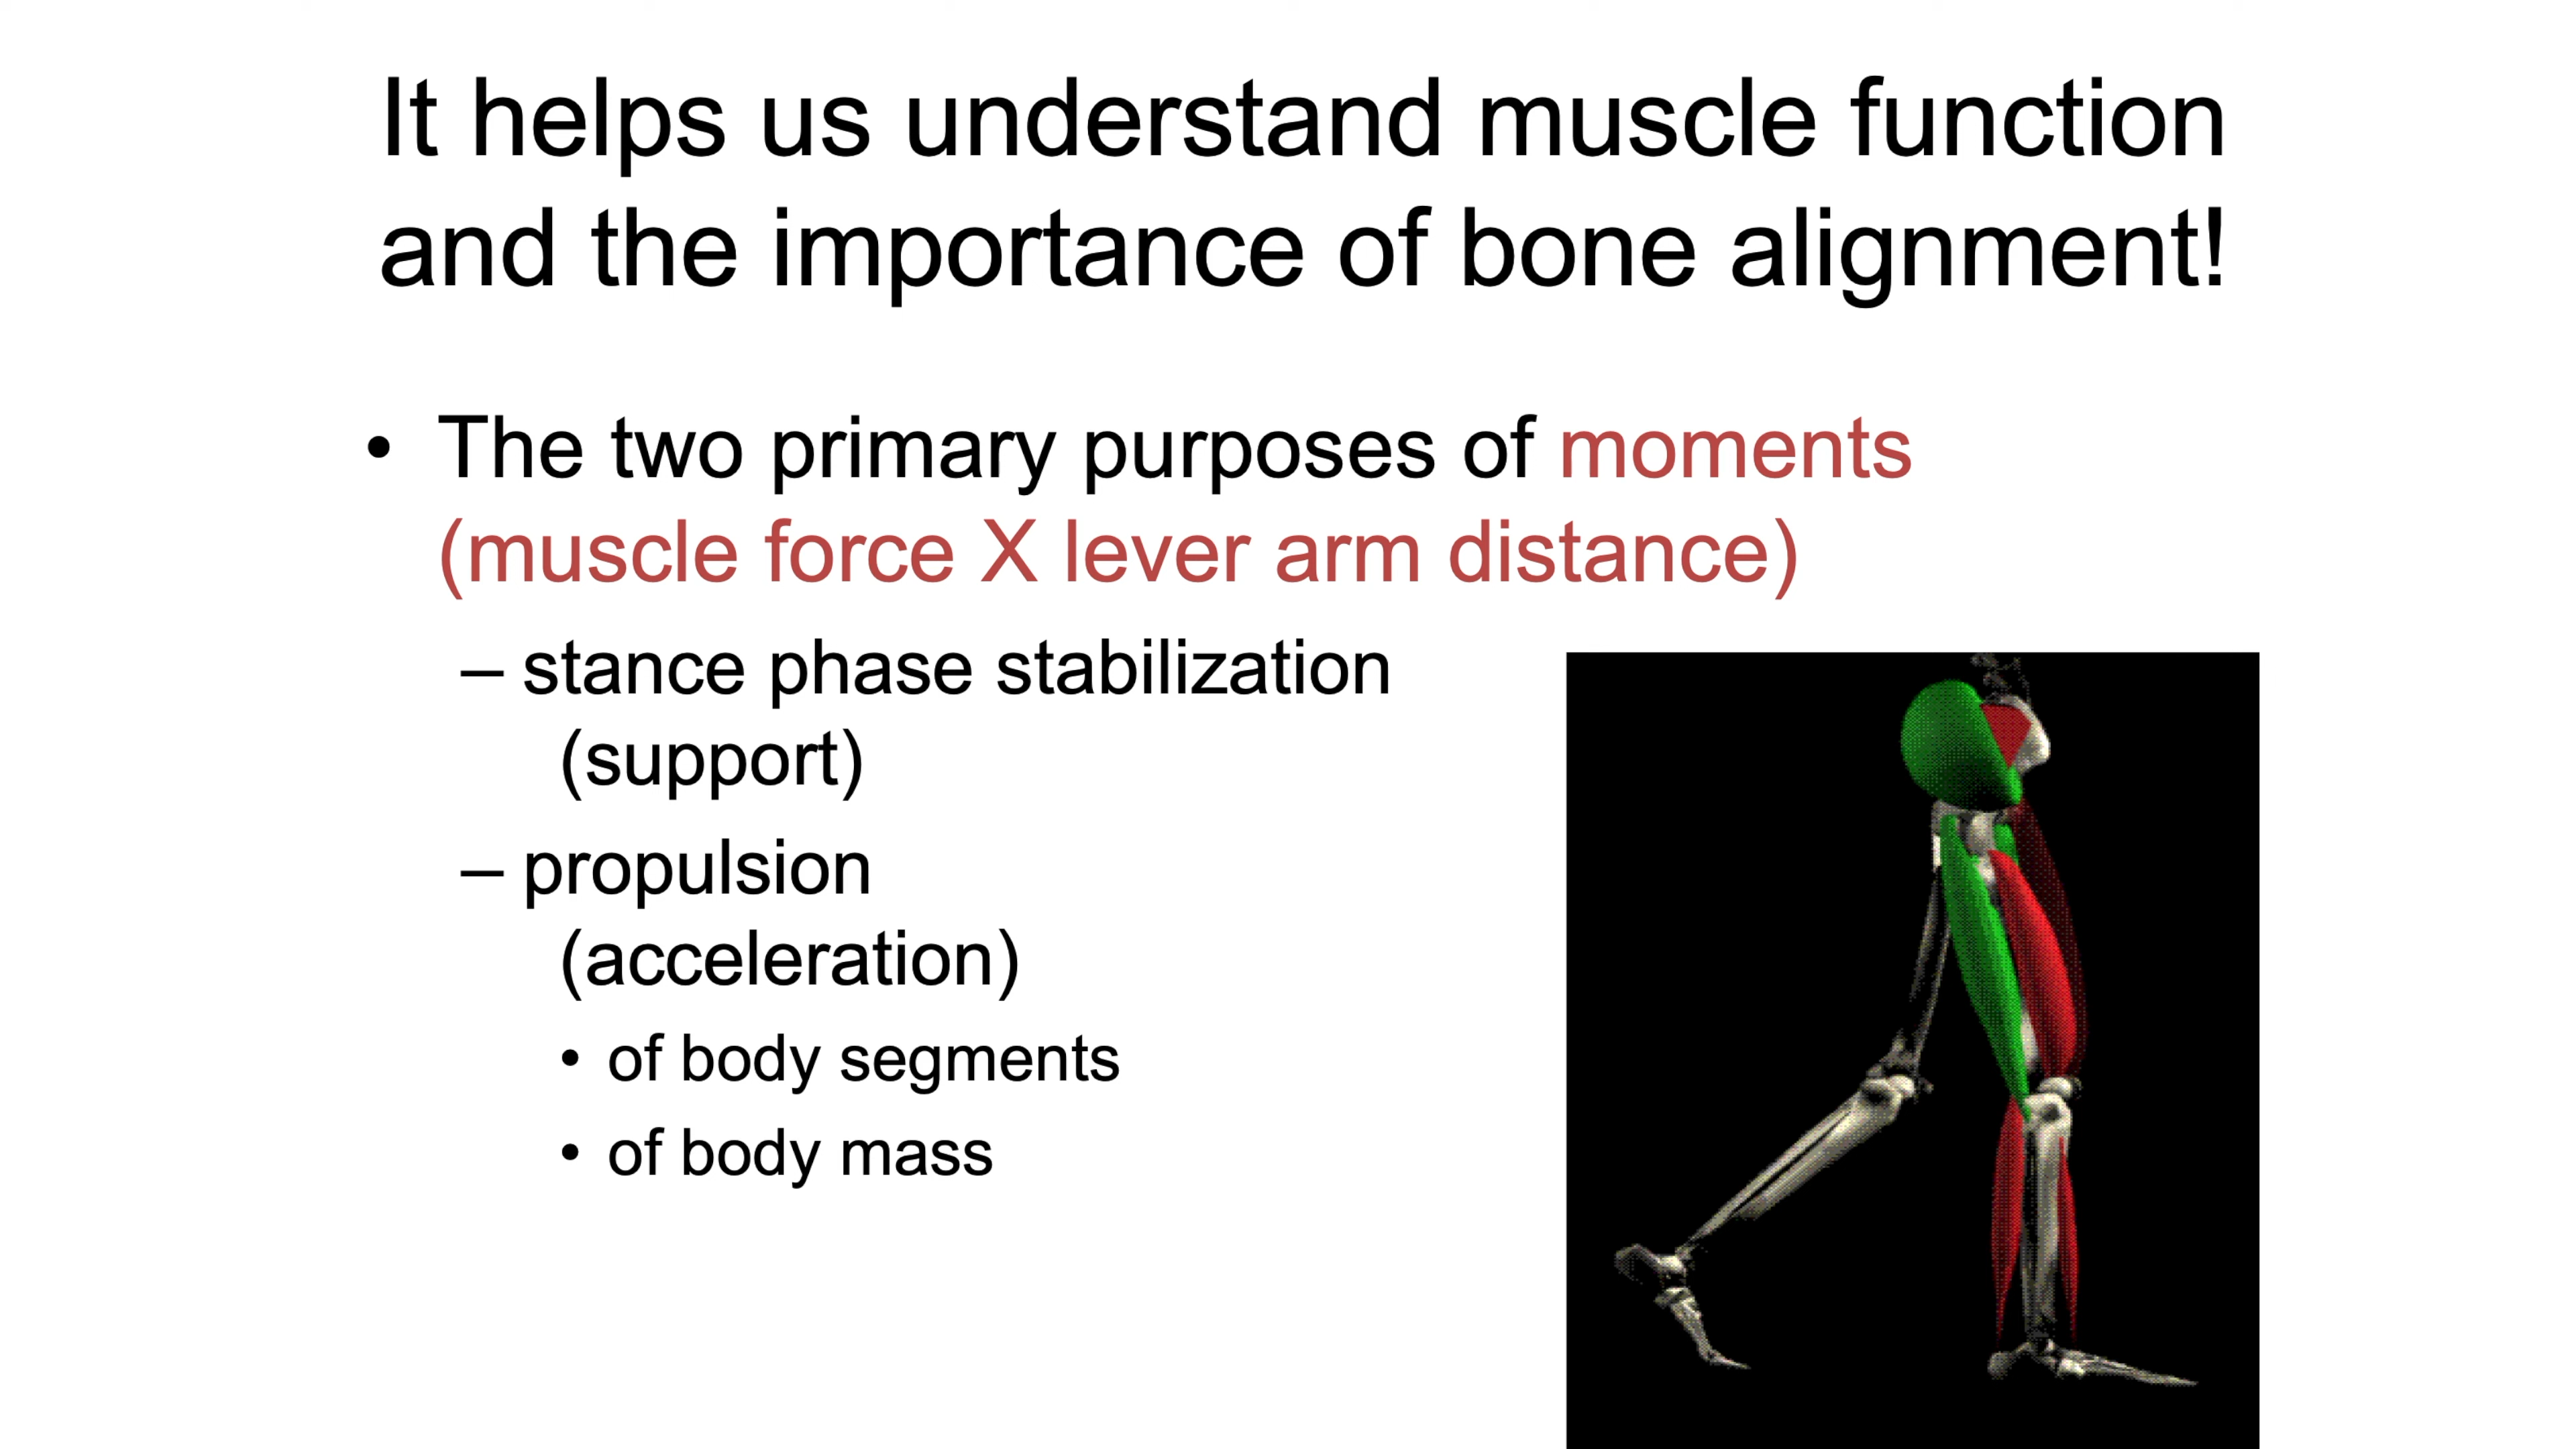 It helps us understand muscle function
and the importance of bone alignment!
• The two primary purposes of moments
(muscle force X lever arm distance)
– stance phase stabilization
(support)
– propulsion
(acceleration)
• of body segments
• of body mass